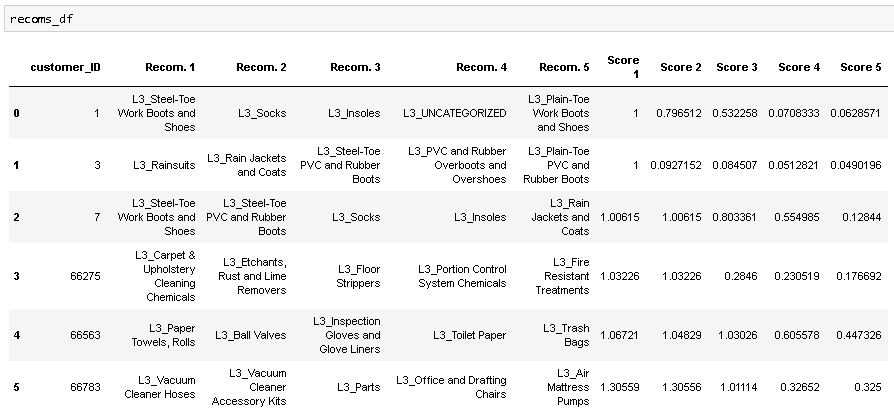 recoms_df
customer_ID Recom. 1 Recom. 2 Recom. 3 Recom. 4 Recom. 5 Score 1 Score 2 Score 3 Score 4 Score 5
0 1 L3_Steel-Toe Work Boots and Shoes L3_Socks L3_Insoles L3_UNCATEGORIZED L3_Plain-Toe Work Boots and Shoes 1 0.796512 0.532258 0.0708333 0.0628571
1 3 L3_Rainsuits L3_Rain Jackets and Coats L3_Steel-Toe PVC and Rubber Boots L3_PVC and Rubber Overboots and Overshoes L3_Plain-Toe PVC and Rubber Boots 1 0.0927152 0.084507 0.0512821 0.0490196
2 7 L3_Steel-Toe Work Boots and Shoes L3_Steel-Toe PVC and Rubber Boots L3_Socks L3_Insoles L3_Rain Jackets and Coats 1.00615 1.00615 0.803361 0.554985 0.12844
3 66275 L3_Carpet & Upholstery Cleaning Chemicals L3_Etchants, Rust and Lime Removers L3_Floor Strippers L3_Portion Control System Chemicals L3_Fire Resistant Treatments 1.03226 1.03226 0.2846 0.230519 0.176692
4 66563 L3_Paper Towels, Rolls L3_Ball Valves L3_Inspection Gloves and Glove Liners L3_Toilet Paper L3_Trash Bags 1.06721 1.04829 1.03026 0.605578 0.447326
5 66783 L3_Vacuum Cleaner Hoses L3_Vacuum Cleaner Accessory Kits L3_Parts L3_Office and Drafting Chairs L3_Air Mattress Pumps 1.30559 1.30556 1.01114 0.32652 0.325